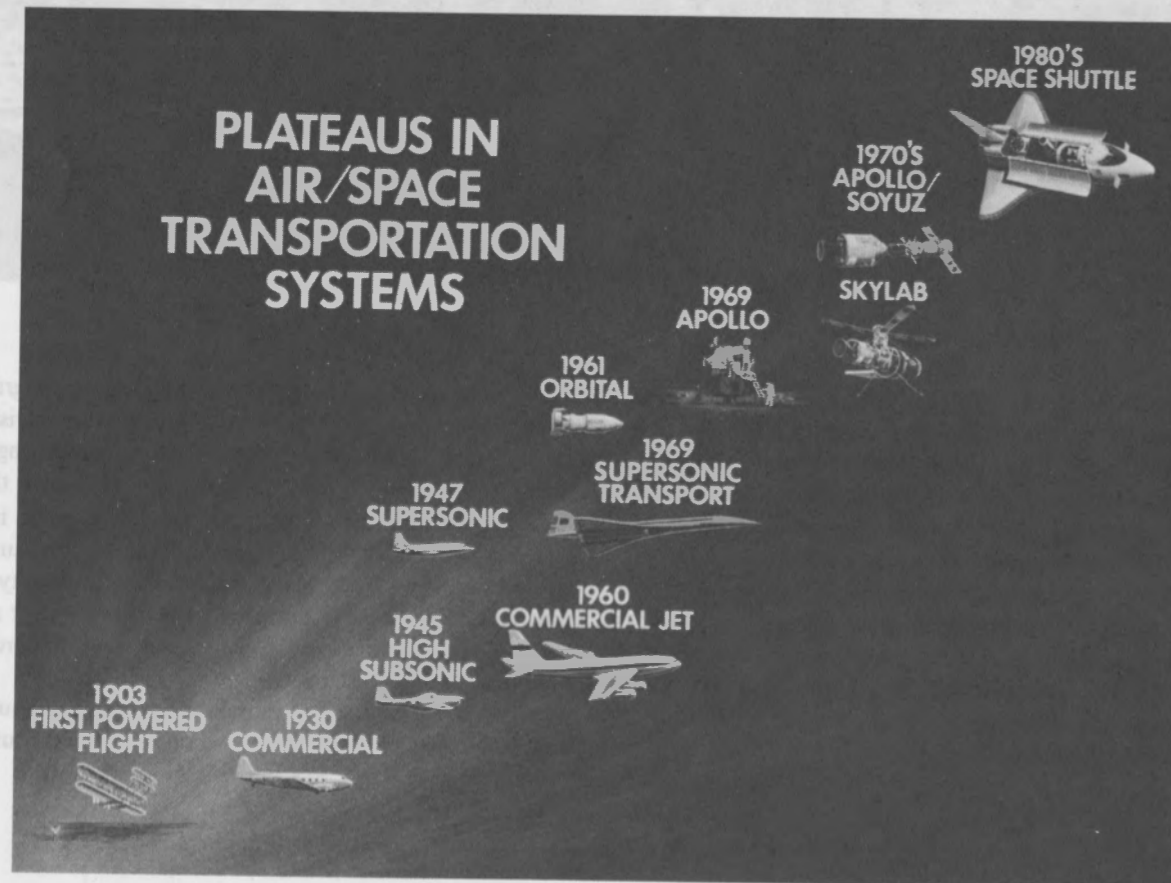 PLATEAUS IN
AIR/SPACE
TRANSPORTATION
SYSTEMS
1980'S
SPACE SHUTTLE
1970'S
APOLLO/
SOYUZ
SKYLAB
1969
APOLLO
1961
ORBITAL
1969
SUPERSONIC
TRANSPORT
1947
SUPERSONIC
1960
COMMERCIAL JET
1945
HIGH
SUBSONIC
1903
FIRST POWERED
FLIGHT
1930
COMMERCIAL